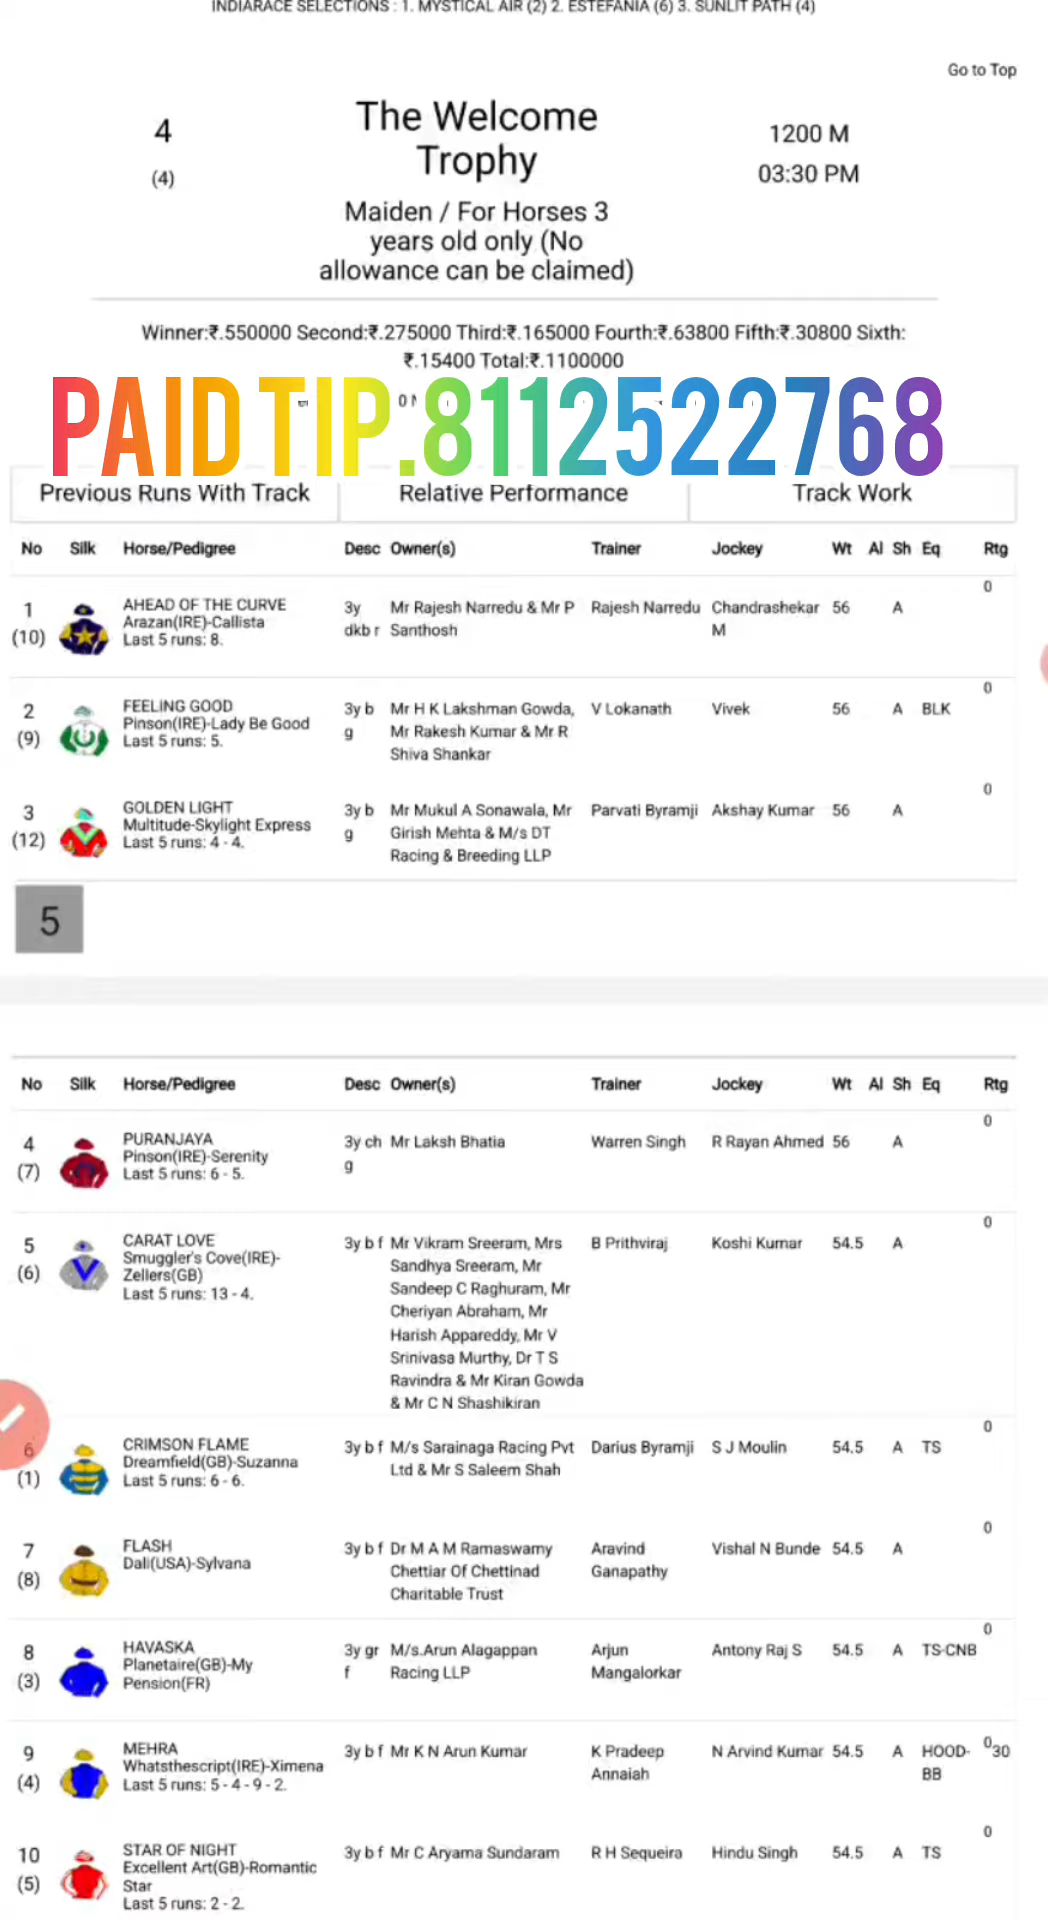 INDIARACE SELECTIONS : 1. MYSTICAL AIR (2) 2. ESTEFANIA (6) 3. SUNLIT PATH (4)
Go to Top
4
(4)
The Welcome
Trophy
1200 M
03:30 PM
Maiden / For Horses 3
years old only (No
allowance can be claimed)
Winner:₹.550000 Second:₹.275000 Third:₹.165000 Fourth:₹.63800 Fifth:₹.30800 Sixth:
₹.15400 Total:₹.1100000
PAID TIP.8112522768
Previous Runs With Track Relative Performance Track Work
No Silk Horse/Pedigree Desc Owner(s) Trainer Jockey Wt Al Sh Eq Rtg
0
1 AHEAD OF THE CURVE 3y Mr Rajesh Narredu & Mr P Rajesh Narredu Chandrashekar 56 A
(10) Arazan(IRE)-Callista dkb r Santhosh M
Last 5 runs: 8.
0
2 FEELING GOOD 3y b Mr H K Lakshman Gowda, V Lokanath Vivek 56 A BLK
(9) Pinson(IRE)-Lady Be Good g Mr Rakesh Kumar & Mr R
Last 5 runs: 5. Shiva Shankar
0
3 GOLDEN LIGHT 3y b Mr Mukul A Sonawala, Mr Parvati Byramji Akshay Kumar 56 A
(12) Multitude-Skylight Express g Girish Mehta & M/s DT
Last 5 runs: 4 - 4. Racing & Breeding LLP
5
No Silk Horse/Pedigree Desc Owner(s) Trainer Jockey Wt Al Sh Eq Rtg
0
4 PURANJAYA 3y ch Mr Laksh Bhatia Warren Singh R Rayan Ahmed 56 A
(7) Pinson(IRE)-Serenity g
Last 5 runs: 6 - 5.
0
5 CARAT LOVE 3y b f Mr Vikram Sreeram, Mrs B Prithviraj Koshi Kumar 54.5 A
(6) Smuggler's Cove(IRE)- Sandhya Sreeram, Mr
Zellers(GB) Sandeep C Raghuram, Mr
Last 5 runs: 13 - 4. Cheriyan Abraham, Mr
Harish Appareddy, Mr V
Srinivasa Murthy, Dr T S
Ravindra & Mr Kiran Gowda
& Mr C N Shashikiran
0
6 CRIMSON FLAME 3y b f M/s Sarainaga Racing Pvt Darius Byramji S J Moulin 54.5 A TS
(1) Dreamfield(GB)-Suzanna Ltd & Mr S Saleem Shah
Last 5 runs: 6 - 6.
0
7 FLASH 3y b f Dr M A M Ramaswamy Aravind Vishal N Bunde 54.5 A
(8) Dali(USA)-Sylvana Chettiar Of Chettinad Ganapathy
Charitable Trust
0
8 HAVASKA 3y gr M/s.Arun Alagappan Arjun Antony Raj S 54.5 A TS-CNB
(3) Planetaire(GB)-My f Racing LLP Mangalorkar
Pension(FR)
0
9 MEHRA 3y b f Mr K N Arun Kumar K Pradeep N Arvind Kumar 54.5 A HOOD- 30
(4) Whatsthescript(IRE)-Ximena Annaiah BB
Last 5 runs: 5 - 4 - 9 - 2.
0
10 STAR OF NIGHT 3y b f Mr C Aryama Sundaram R H Sequeira Hindu Singh 54.5 A TS
(5) Excellent Art(GB)-Romantic
Star
Last 5 runs: 2 - 2.